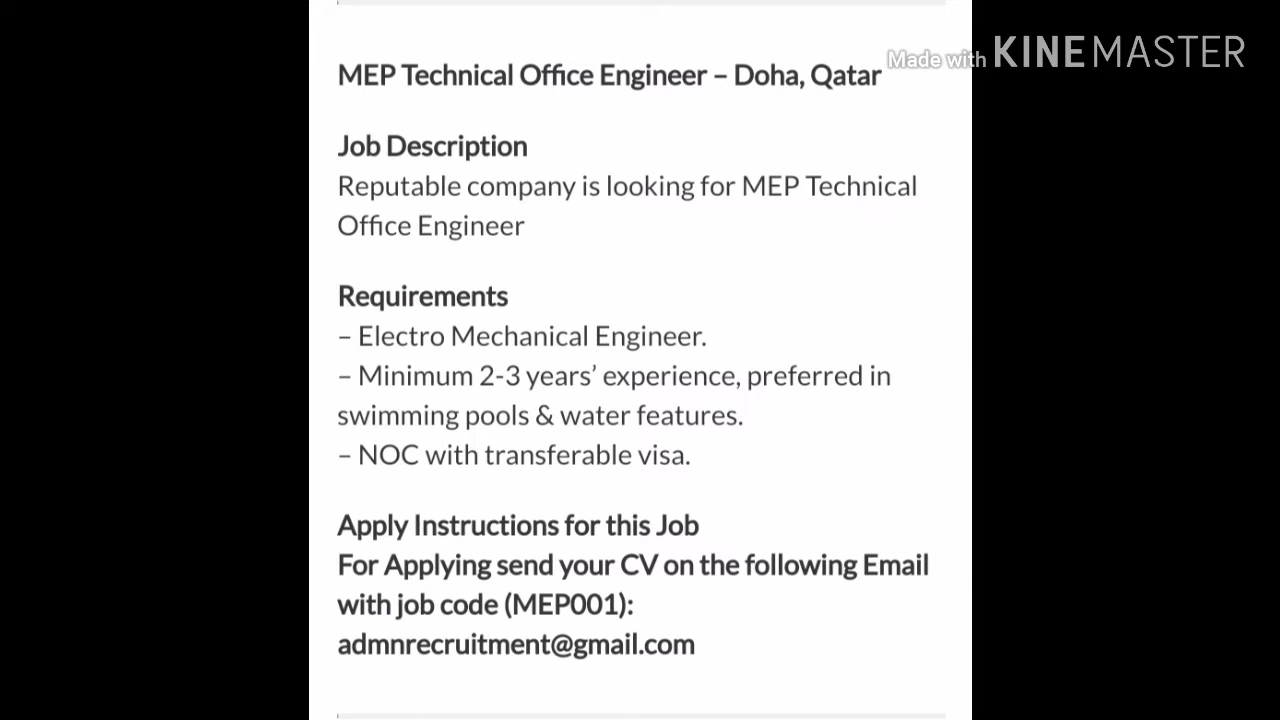 Made with KINEMASTER
MEP Technical Office Engineer – Doha, Qatar
Job Description
Reputable company is looking for MEP Technical
Office Engineer
Requirements
– Electro Mechanical Engineer.
– Minimum 2-3 years’ experience, preferred in
swimming pools & water features.
– NOC with transferable visa.
Apply Instructions for this Job
For Applying send your CV on the following Email
with job code (MEP001):
admnrecruitment@gmail.com